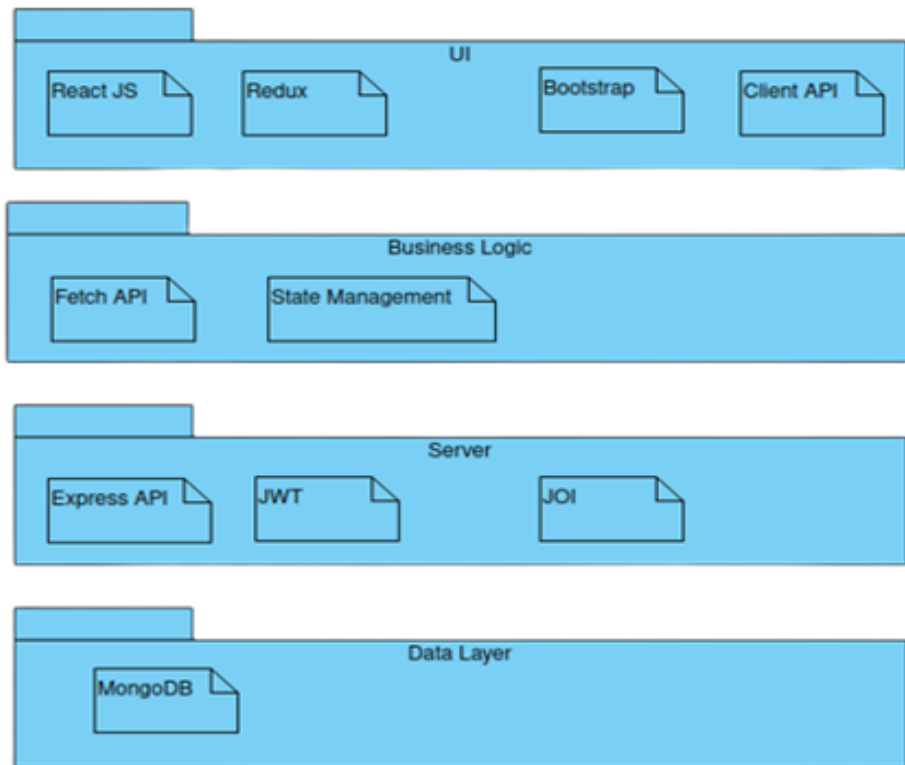 UI
React JS
Redux
Bootstrap
Client API
Business Logic
Fetch API
State Management
Server
Express API
JWT
JOI
Data Layer
MongoDB